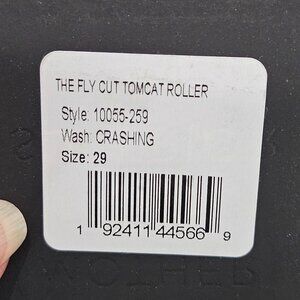 THE FLY CUT TOMCAT ROLLER
Style: 10055-259
Wash: CRASHING
Size: 29
1 92411 44566 9